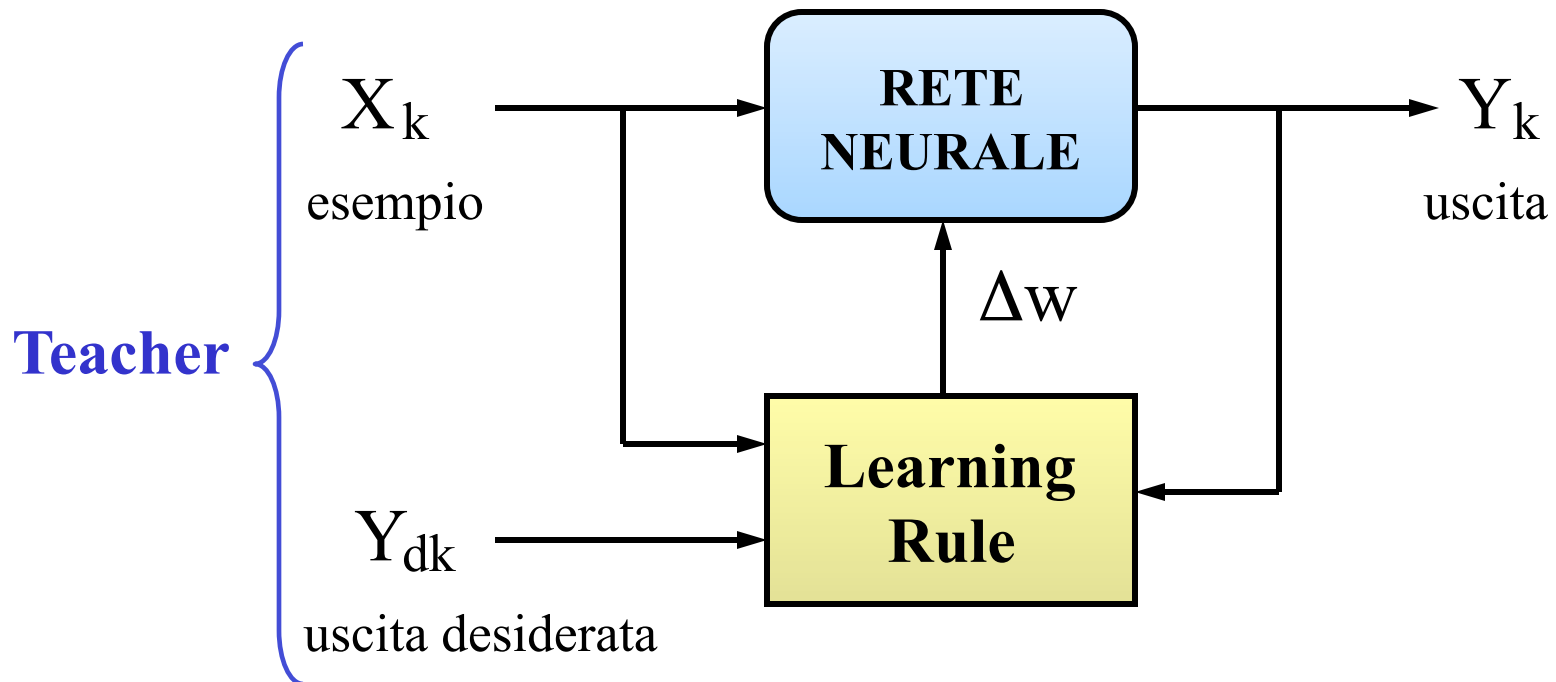 X k
esempio
RETE
NEURALE
Y k
uscita
Δw
Teacher
Learning
Rule
Y dk
uscita desiderata